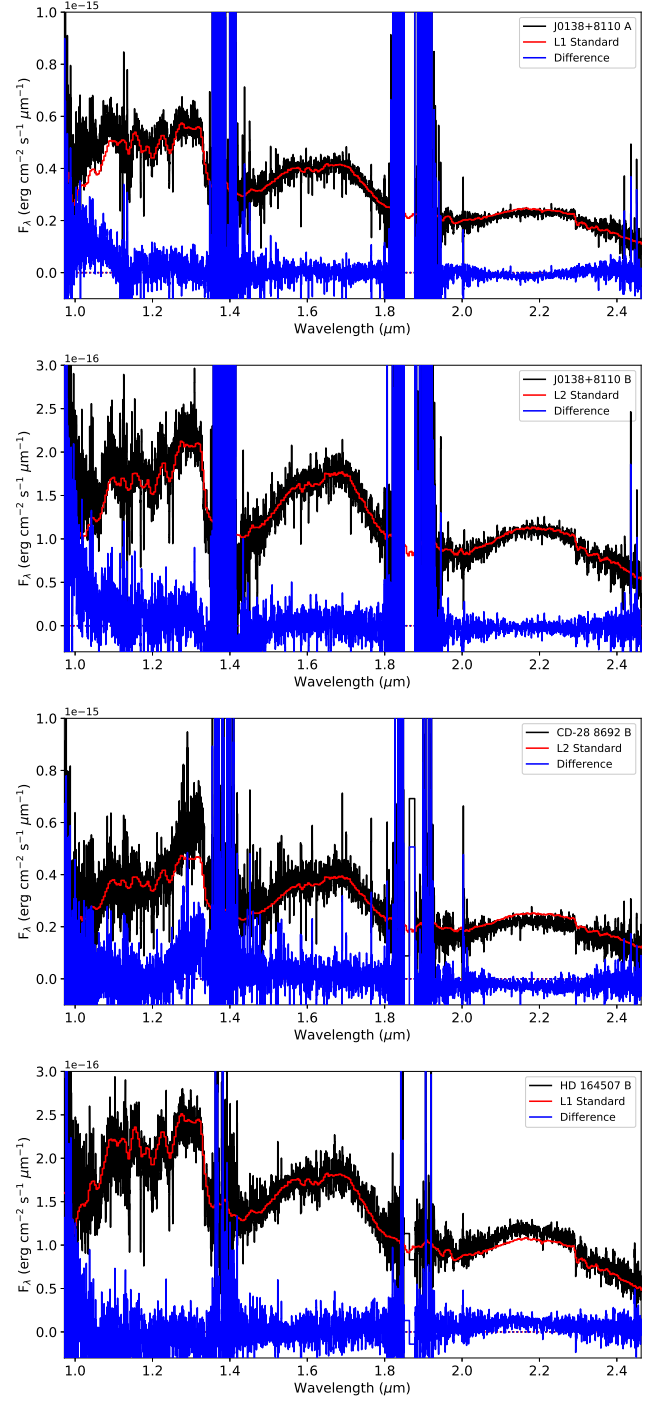 1e−15
J0138+8110 A
L1 Standard
Difference
1.0
0.8
0.6
0.4
0.2
0.0
F_λ (erg cm⁻² s⁻¹ μm⁻¹)
1.0 1.2 1.4 1.6 1.8 2.0 2.2 2.4
Wavelength (μm)
1e−16
J0138+8110 B
L2 Standard
Difference
3.0
2.5
2.0
1.5
1.0
0.5
0.0
F_λ (erg cm⁻² s⁻¹ μm⁻¹)
1.0 1.2 1.4 1.6 1.8 2.0 2.2 2.4
Wavelength (μm)
1e−15
CD-28 8692 B
L2 Standard
Difference
1.0
0.8
0.6
0.4
0.2
0.0
F_λ (erg cm⁻² s⁻¹ μm⁻¹)
1.0 1.2 1.4 1.6 1.8 2.0 2.2 2.4
Wavelength (μm)
1e−16
HD 164507 B
L1 Standard
Difference
3.0
2.5
2.0
1.5
1.0
0.5
0.0
F_λ (erg cm⁻² s⁻¹ μm⁻¹)
1.0 1.2 1.4 1.6 1.8 2.0 2.2 2.4
Wavelength (μm)